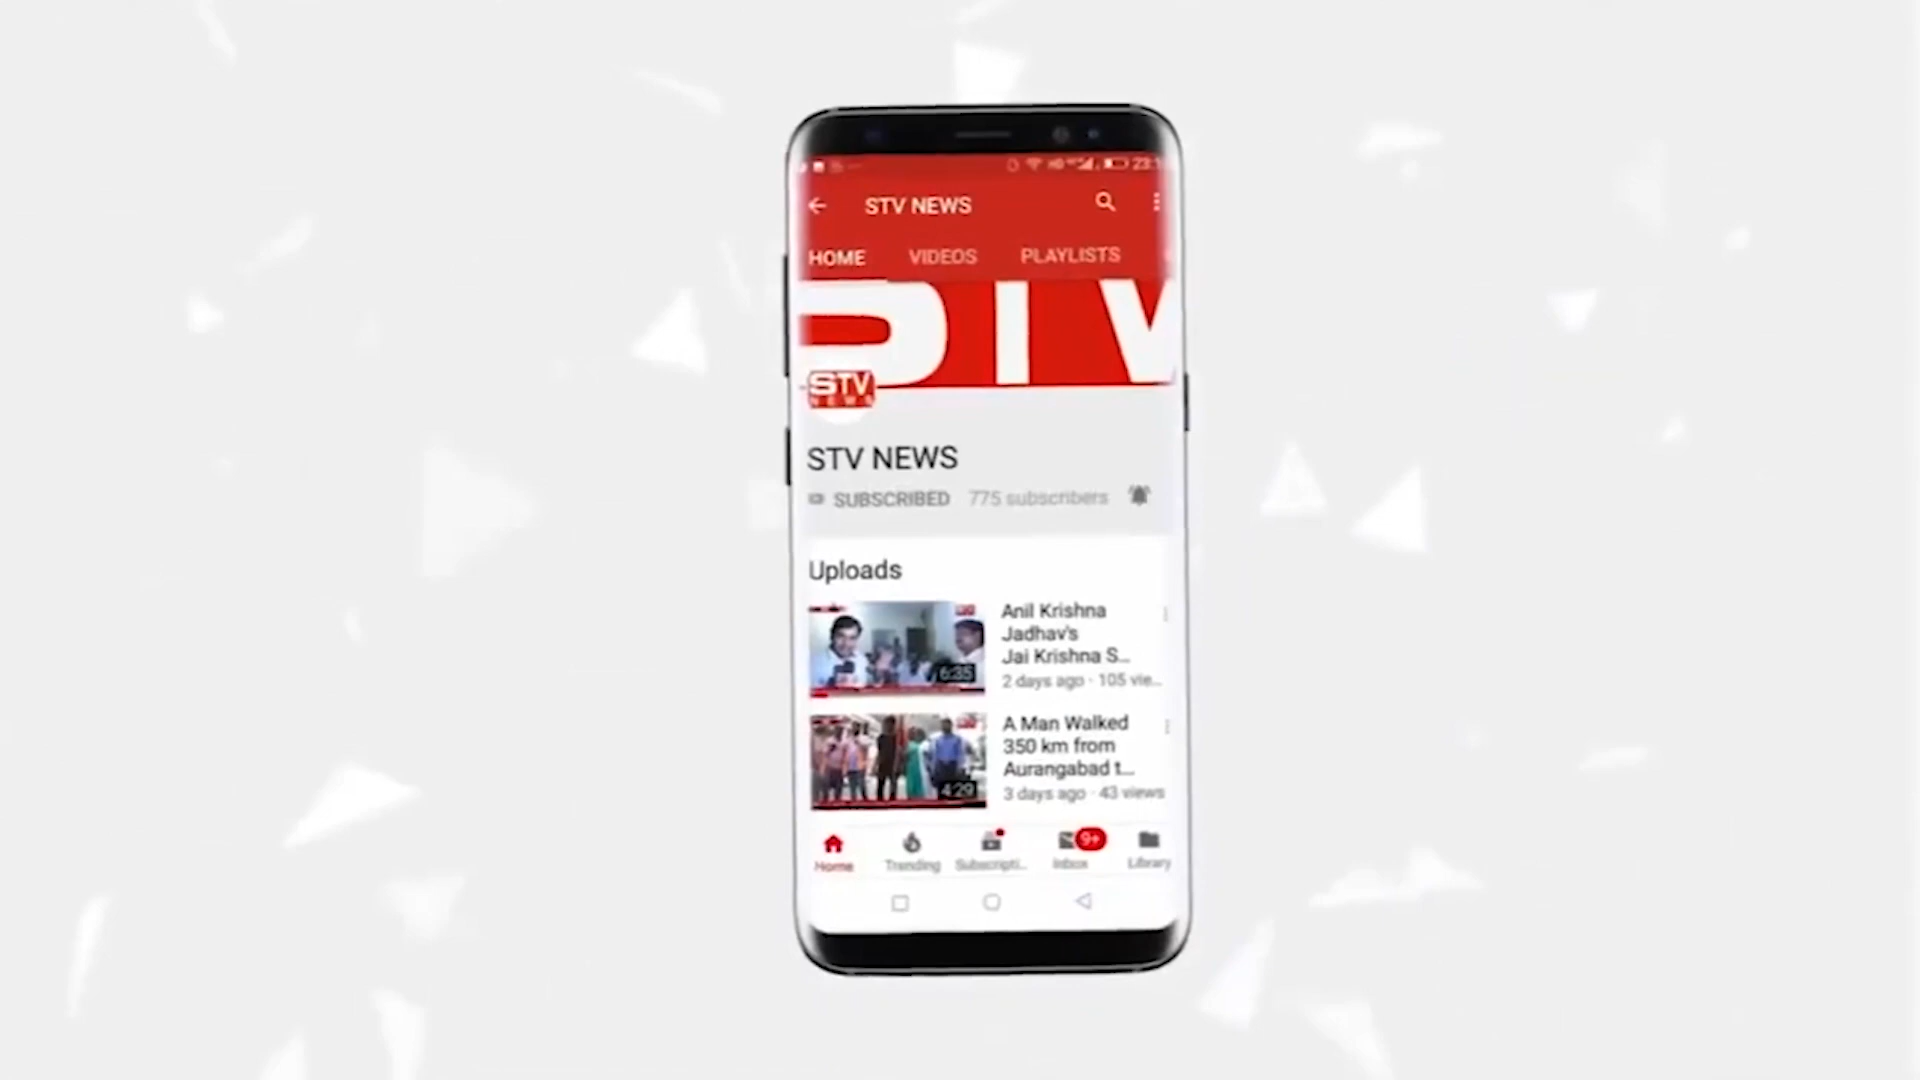 STV NEWS
HOME VIDEOS PLAYLISTS
STV
STV
NEWS
STV NEWS
SUBSCRIBED 775 subscribers
Uploads
Anil Krishna
Jadhav's
Jai Krishna S...
2 days ago · 105 vie...
6:35
A Man Walked
350 km from
Aurangabad t...
3 days ago · 43 views
4:29
9+
Home Trending Subscripti... Inbox Library